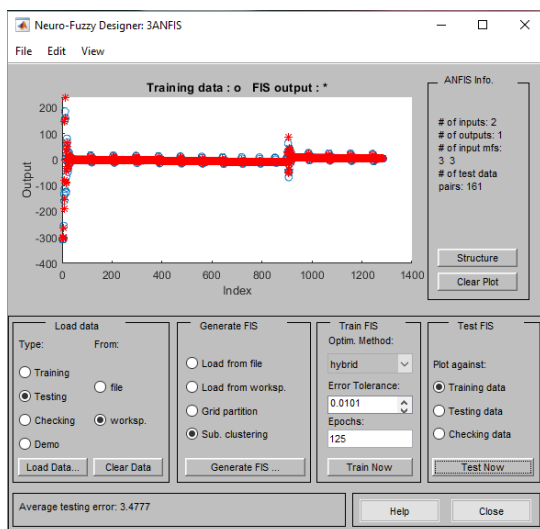 Neuro-Fuzzy Designer: 3ANFIS
File Edit View
Training data : o FIS output : *
200
100
0
-100
-200
-300
-400
Output
0 200 400 600 800 1000 1200 1400
Index
ANFIS Info.
# of inputs: 2
# of outputs: 1
# of input mfs:
3 3
# of test data
pairs: 161
Structure
Clear Plot
Load data
Type: From:
Training
Testing
Checking
Demo
file
worksp.
Load Data...
Clear Data
Generate FIS
Load from file
Load from worksp.
Grid partition
Sub. clustering
Generate FIS ...
Train FIS
Optim. Method:
hybrid
Error Tolerance:
0.0101
Epochs:
125
Train Now
Test FIS
Plot against:
Training data
Testing data
Checking data
Test Now
Average testing error: 3.4777
Help
Close